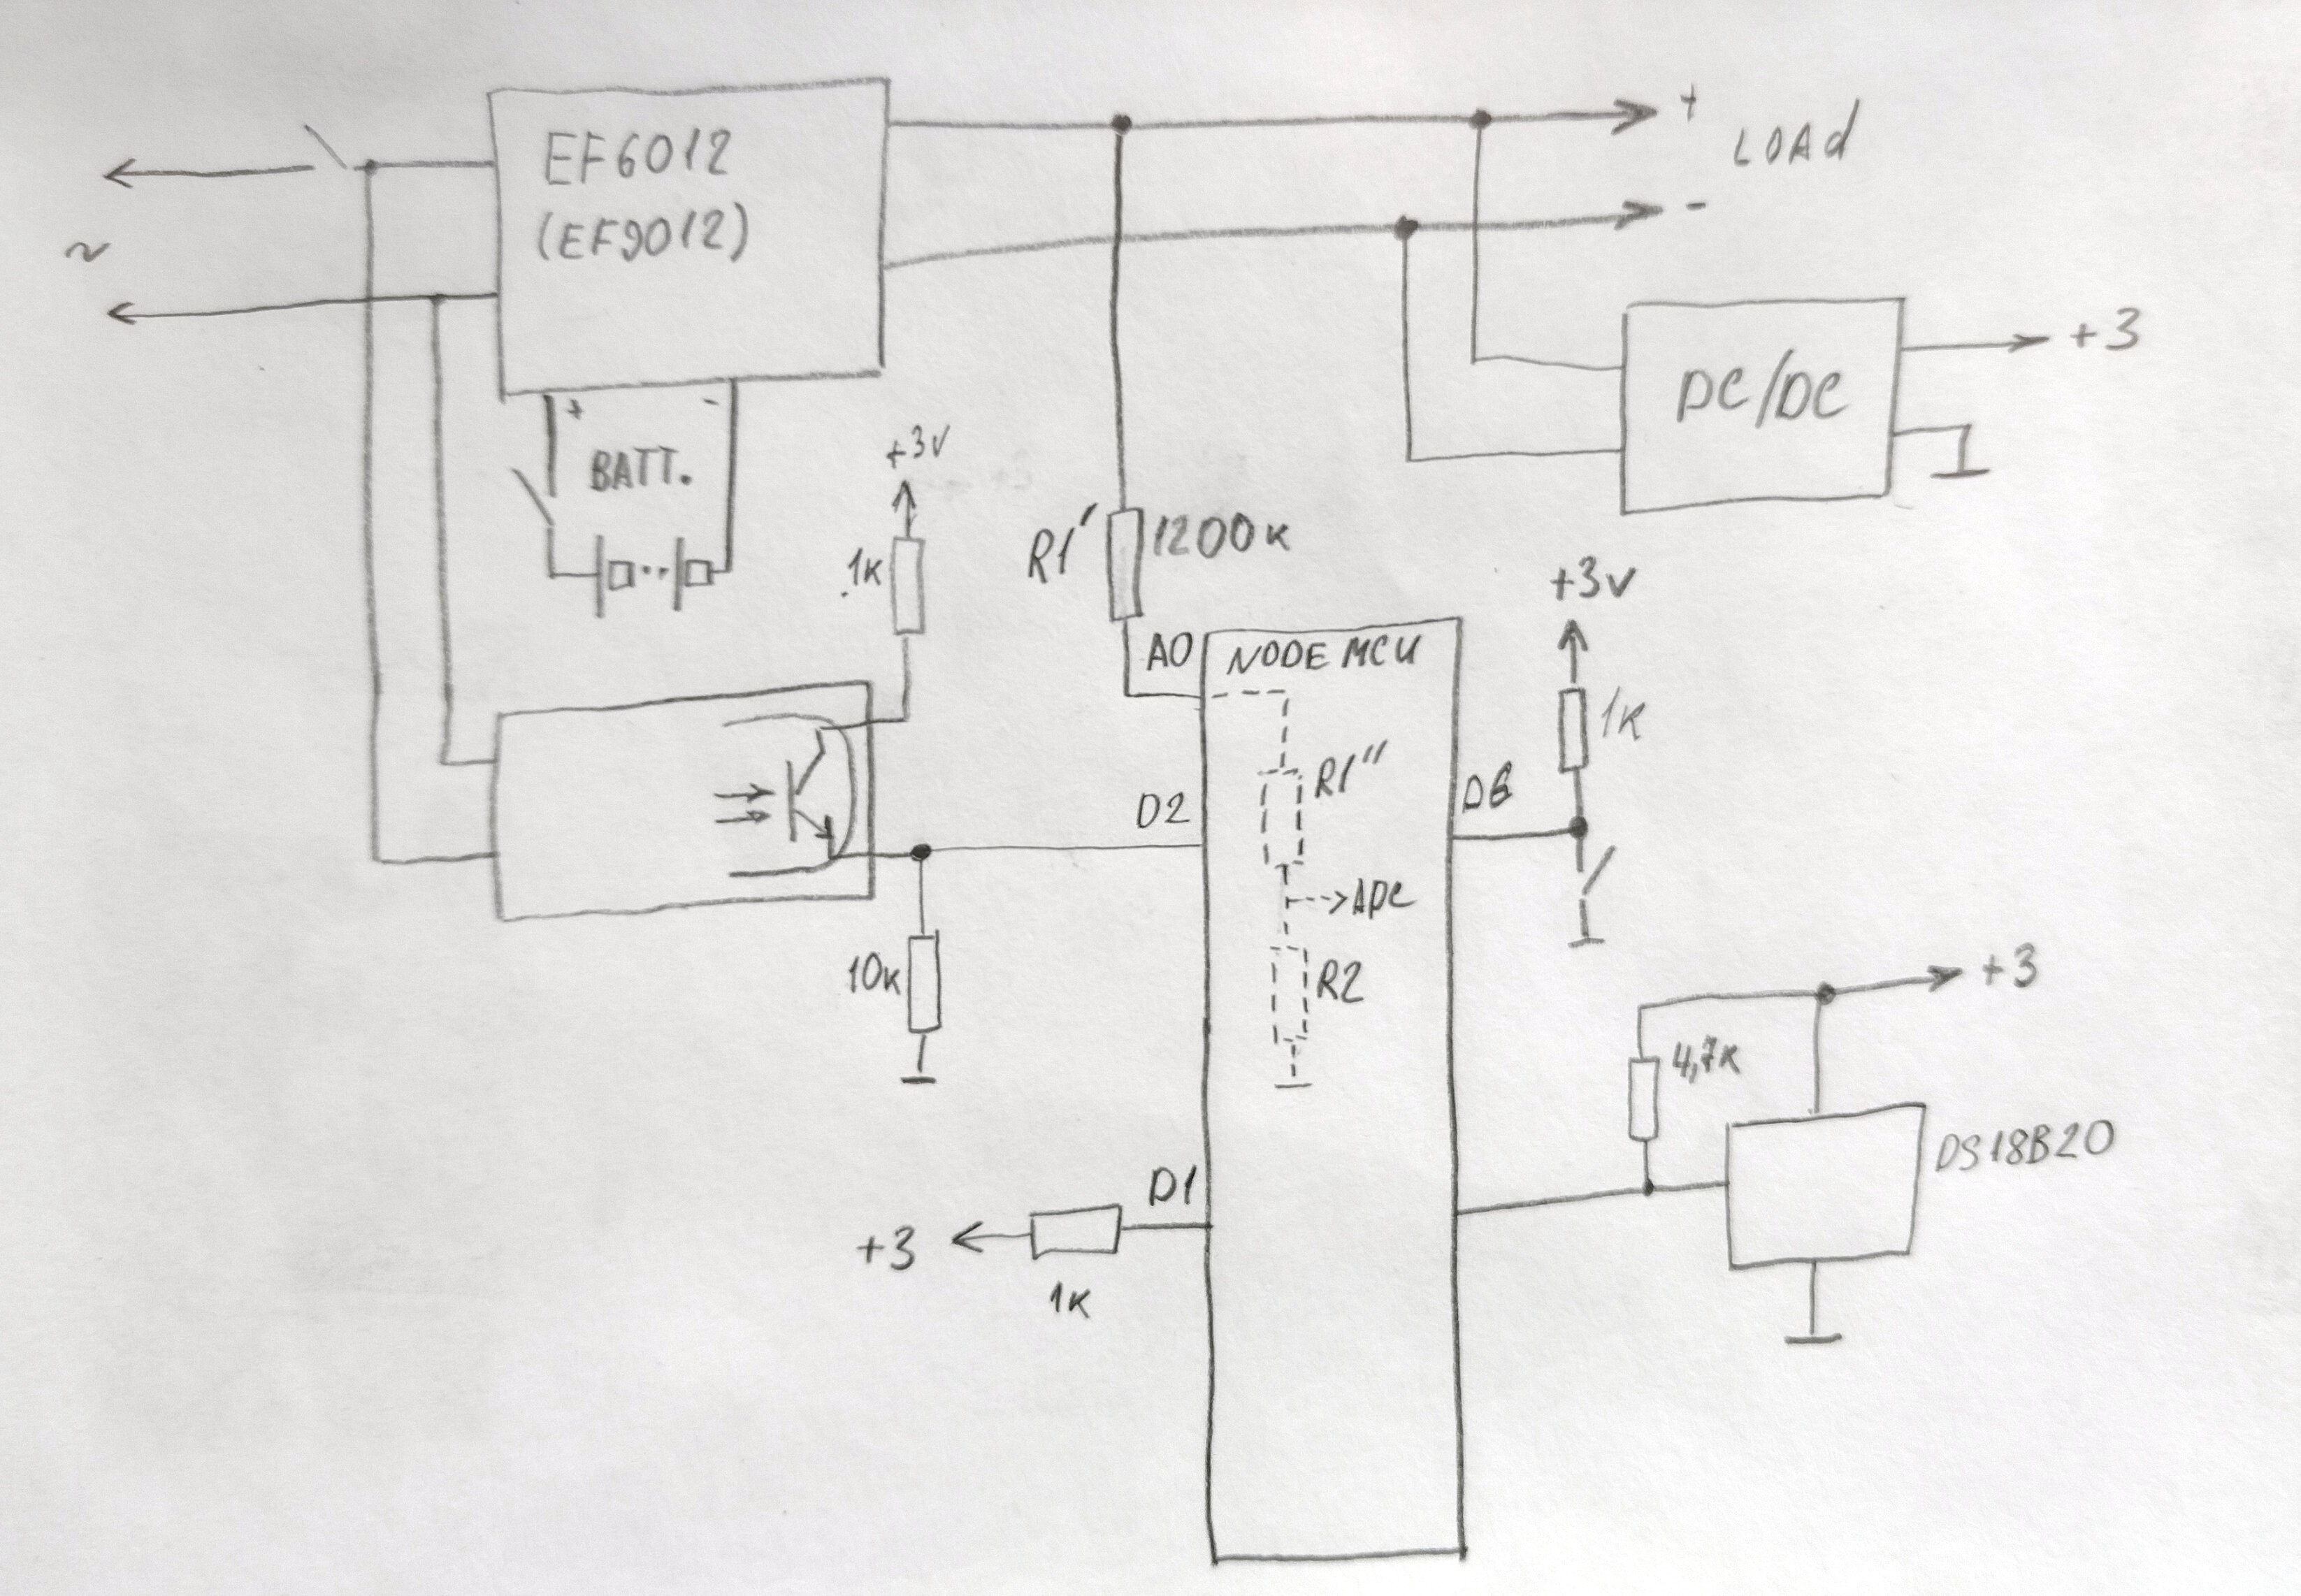 EF6012
(EF9012)
~
+
LOAD
-
DC/DC
+3
+ -
BATT.
+3V
1K
R1'
1200K
A0
NODE MCU
+3V
1K
R1"
D2
D6
ADC
10K
R2
+3
4,7K
DS18B20
D1
+3
1K